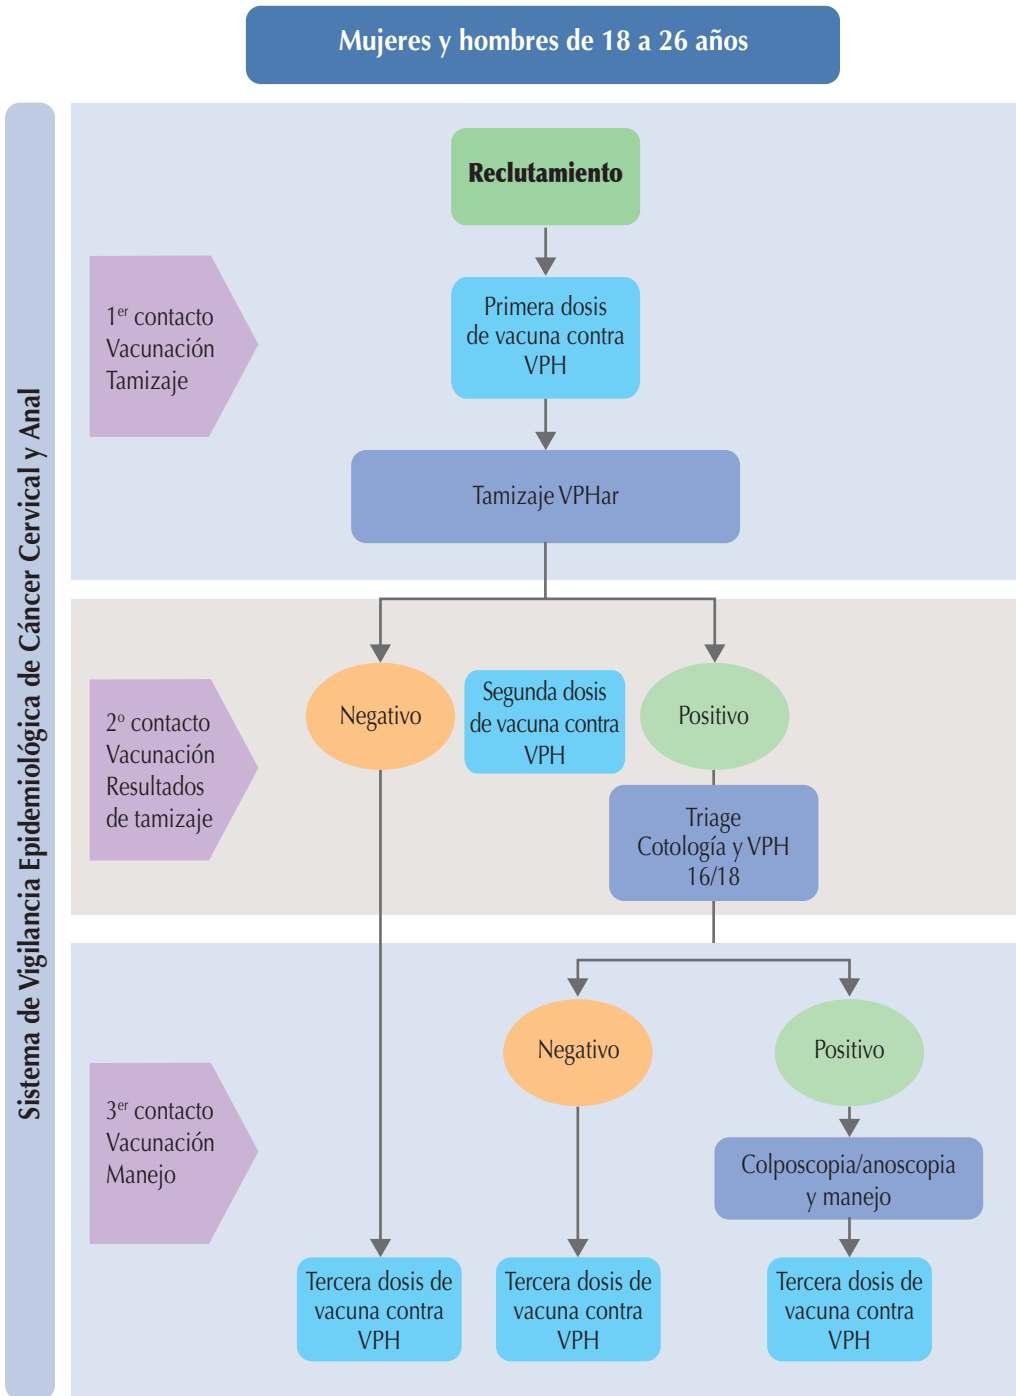 Mujeres y hombres de 18 a 26 años
Sistema de Vigilancia Epidemiológica de Cáncer Cervical y Anal
Reclutamiento
1er contacto
Vacunación
Tamizaje
Primera dosis
de vacuna contra
VPH
Tamizaje VPHar
2o contacto
Vacunación
Resultados
de tamizaje
Negativo
Segunda dosis
de vacuna contra
VPH
Positivo
Triage
Cotología y VPH
16/18
3er contacto
Vacunación
Manejo
Negativo
Positivo
Colposcopia/anoscopia
y manejo
Tercera dosis de
vacuna contra
VPH
Tercera dosis de
vacuna contra
VPH
Tercera dosis de
vacuna contra
VPH